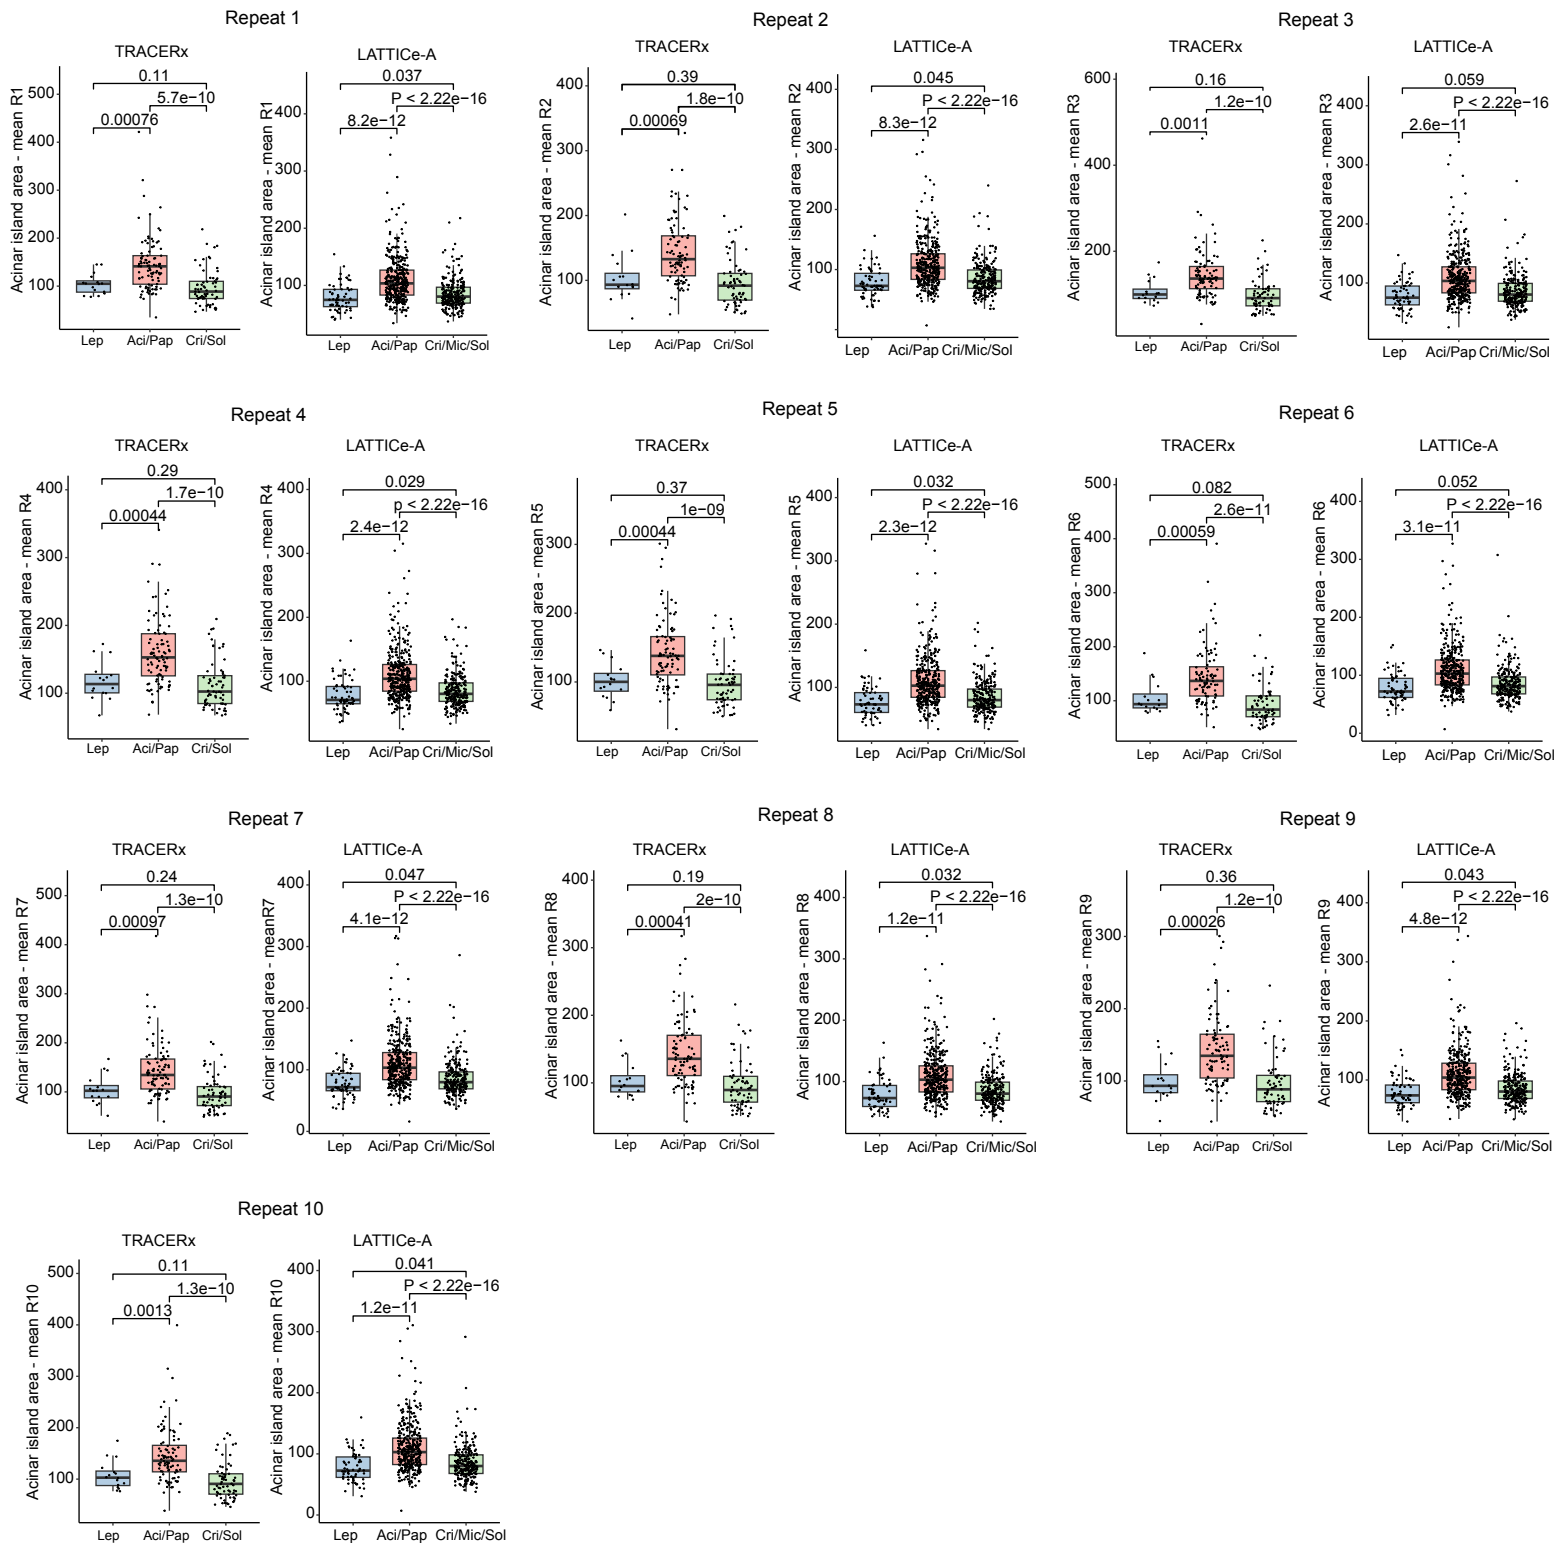 Repeat 1
TRACERx
LATTICe-A
Acinar island area - mean R1
500
400
300
200
100
0.11
5.7e−10
0.00076
Lep Aci/Pap Cri/Sol
Acinar island area - mean R1
400
300
200
100
0.037
P < 2.22e−16
8.2e−12
Lep Aci/Pap Cri/Mic/Sol
Repeat 2
TRACERx
LATTICe-A
Acinar island area - mean R2
400
300
200
100
0.39
1.8e−10
0.00069
Lep Aci/Pap Cri/Sol
Acinar island area - mean R2
400
300
200
100
0.045
P < 2.22e−16
8.3e−12
Lep Aci/Pap Cri/Mic/Sol
Repeat 3
TRACERx
LATTICe-A
Acinar island area - mean R3
600
400
200
0.16
1.2e−10
0.0011
Lep Aci/Pap Cri/Sol
Acinar island area - mean R3
400
300
200
100
0.059
P < 2.22e−16
2.6e−11
Lep Aci/Pap Cri/Mic/Sol
Repeat 4
TRACERx
LATTICe-A
Acinar island area - mean R4
400
300
200
100
0.29
1.7e−10
0.00044
Lep Aci/Pap Cri/Sol
Acinar island area - mean R4
400
300
200
100
0.029
p < 2.22e−16
2.4e−12
Lep Aci/Pap Cri/Mic/Sol
Repeat 5
TRACERx
LATTICe-A
Acinar island area - mean R5
300
200
100
0.37
1e−09
0.00044
Lep Aci/Pap Cri/Sol
Acinar island area - mean R5
400
300
200
100
0.032
P < 2.22e−16
2.3e−12
Lep Aci/Pap Cri/Mic/Sol
Repeat 6
TRACERx
LATTICe-A
Acinar island area - mean R6
500
400
300
200
100
0.082
2.6e−11
0.00059
Lep Aci/Pap Cri/Sol
Acinar island area - mean R6
400
300
200
100
0
0.052
P < 2.22e−16
3.1e−11
Lep Aci/Pap Cri/Mic/Sol
Repeat 7
TRACERx
LATTICe-A
Acinar island area - mean R7
500
400
300
200
100
0.24
1.3e−10
0.00097
Lep Aci/Pap Cri/Sol
Acinar island area - meanR7
400
300
200
100
0
0.047
P < 2.22e−16
4.1e−12
Lep Aci/Pap Cri/Mic/Sol
Repeat 8
TRACERx
LATTICe-A
Acinar island area - mean R8
400
300
200
100
0.19
2e−10
0.00041
Lep Aci/Pap Cri/Sol
Acinar island area - mean R8
400
300
200
100
0.032
P < 2.22e−16
1.2e−11
Lep Aci/Pap Cri/Mic/Sol
Repeat 9
TRACERx
LATTICe-A
Acinar island area - mean R9
300
200
100
0.36
1.2e−10
0.00026
Lep Aci/Pap Cri/Sol
Acinar island area - mean R9
400
300
200
100
0.043
P < 2.22e−16
4.8e−12
Lep Aci/Pap Cri/Mic/Sol
Repeat 10
TRACERx
LATTICe-A
Acinar island area - mean R10
500
400
300
200
100
0.11
1.3e−10
0.0013
Lep Aci/Pap Cri/Sol
Acinar island area - mean R10
400
300
200
100
0
0.041
P < 2.22e−16
1.2e−11
Lep Aci/Pap Cri/Mic/Sol